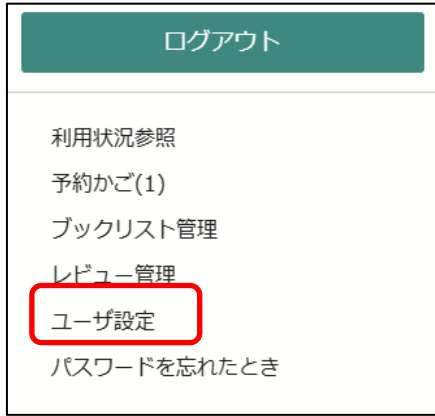 ログアウト
利用状況参照
予約かご(1)
ブックリスト管理
レビュー管理
ユーザ設定
パスワードを忘れたとき